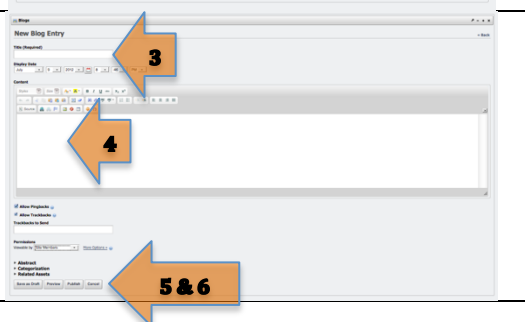 Blogs
New Blog Entry
« Back
Title (Required)
3
Display Date
July 2012
Content
4
Allow Pingbacks
Allow Trackbacks
Trackbacks to Send
Permissions
Viewable by Site Members More Options »
Abstract
Categorization
Related Assets
Save as Draft Preview Publish Cancel
5 & 6